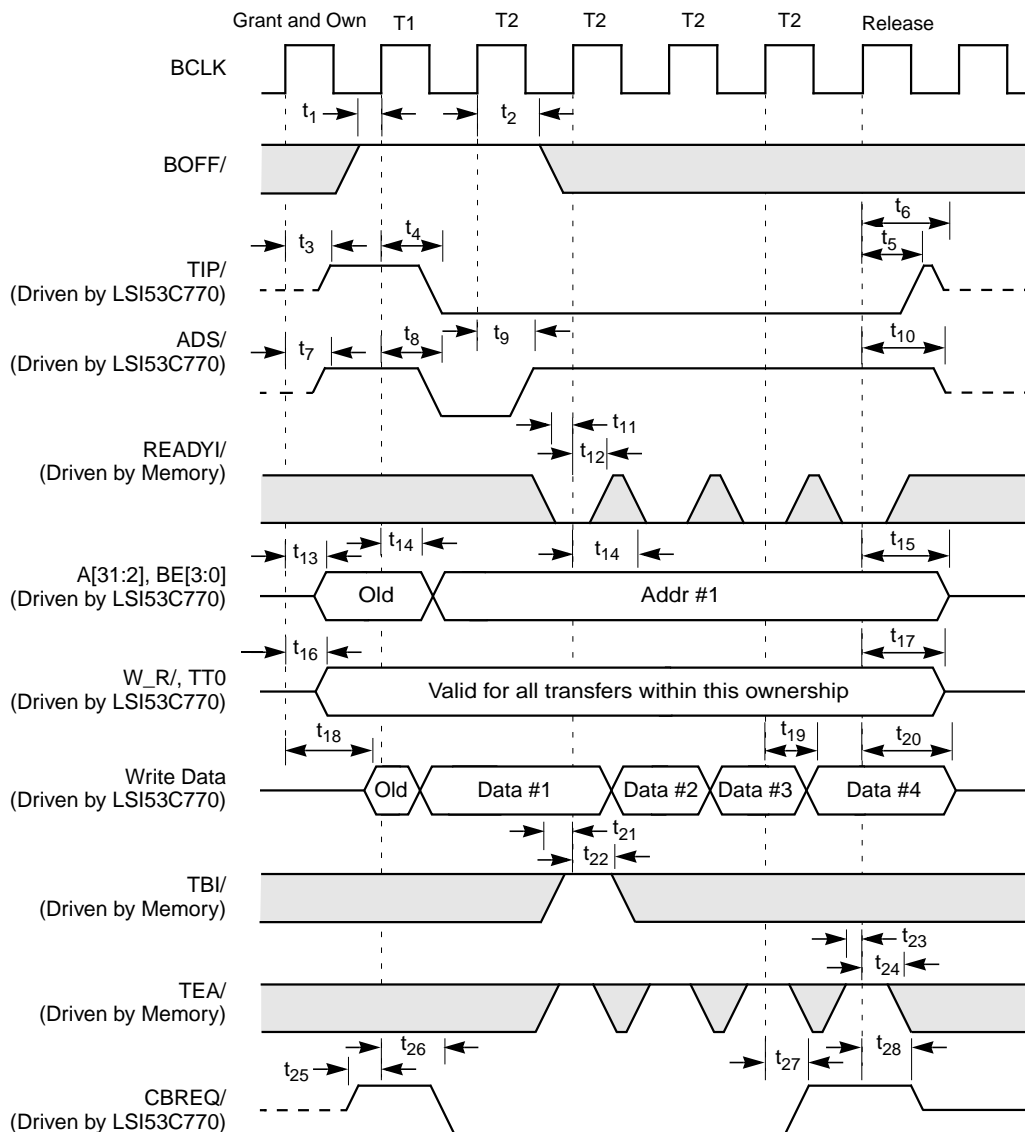 Grant and Own T1 T2 T2 T2 T2 Release
BCLK
t1 t2
BOFF/
t6
t3 t4 t5
TIP/
(Driven by LSI53C770)
ADS/
t7 t8 t9 t10
(Driven by LSI53C770)
t11
READYI/
t12
(Driven by Memory)
t13 t14 t14 t15
A[31:2], BE[3:0]
(Driven by LSI53C770)
Old Addr #1
t16 t17
W_R/, TT0
(Driven by LSI53C770)
Valid for all transfers within this ownership
t18 t19 t20
Write Data
(Driven by LSI53C770)
Old Data #1 Data #2 Data #3 Data #4
t21
t22
TBI/
(Driven by Memory)
t23
t24
TEA/
(Driven by Memory)
t25 t26 t27 t28
CBREQ/
(Driven by LSI53C770)